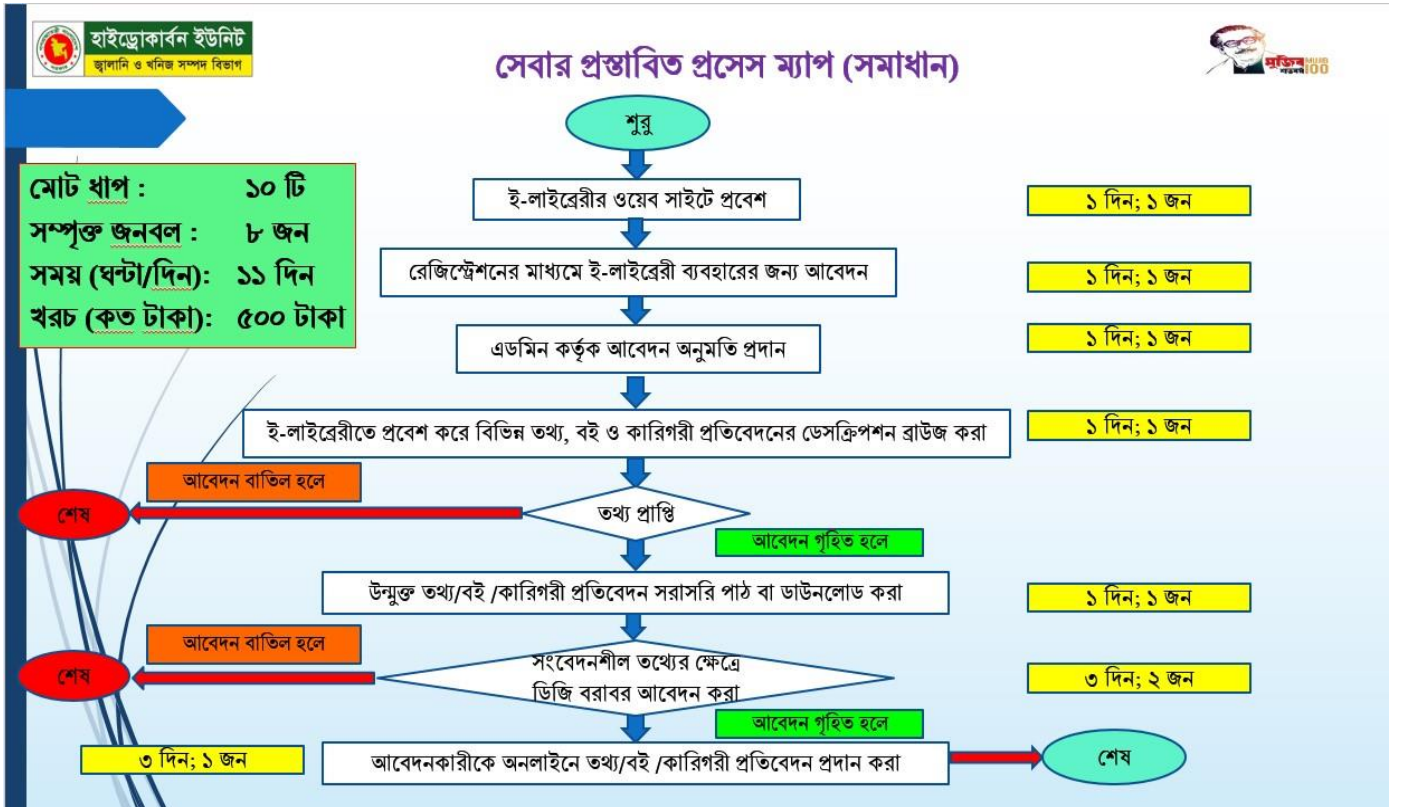 হাইড্রোকার্বন ইউনিট
জ্বালানি ও খনিজ সম্পদ বিভাগ
সেবার প্রস্তাবিত প্রসেস ম্যাপ (সমাধান)
মুজিব MUJIB
শতবর্ষ 100
শুরু
মোট ধাপ : ১০ টি
সম্পৃক্ত জনবল : ৮ জন
সময় (ঘন্টা/দিন): ১১ দিন
খরচ (কত টাকা): ৫০০ টাকা
ই-লাইব্রেরীর ওয়েব সাইটে প্রবেশ
১ দিন; ১ জন
রেজিস্ট্রেশনের মাধ্যমে ই-লাইব্রেরী ব্যবহারের জন্য আবেদন
১ দিন; ১ জন
এডমিন কর্তৃক আবেদন অনুমতি প্রদান
১ দিন; ১ জন
ই-লাইব্রেরীতে প্রবেশ করে বিভিন্ন তথ্য, বই ও কারিগরী প্রতিবেদনের ডেসক্রিপশন ব্রাউজ করা
১ দিন; ১ জন
আবেদন বাতিল হলে
শেষ
তথ্য প্রাপ্তি
আবেদন গৃহিত হলে
উন্মুক্ত তথ্য/বই /কারিগরী প্রতিবেদন সরাসরি পাঠ বা ডাউনলোড করা
১ দিন; ১ জন
আবেদন বাতিল হলে
শেষ
সংবেদনশীল তথ্যের ক্ষেত্রে
ডিজি বরাবর আবেদন করা
৩ দিন; ২ জন
আবেদন গৃহিত হলে
৩ দিন; ১ জন
আবেদনকারীকে অনলাইনে তথ্য/বই /কারিগরী প্রতিবেদন প্রদান করা
শেষ